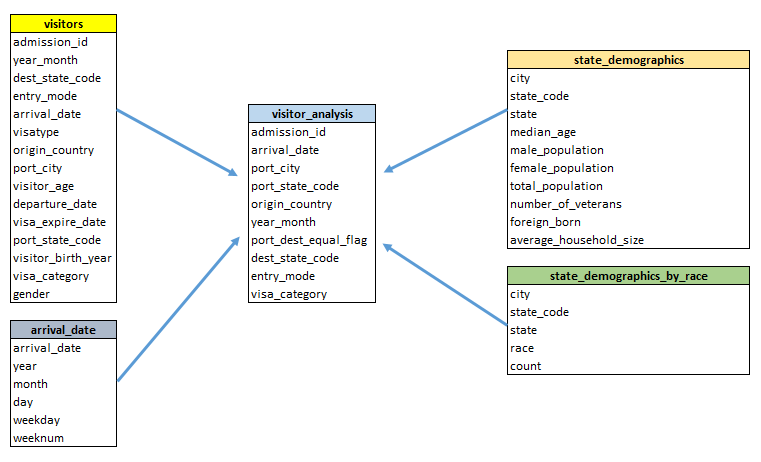 visitors
admission_id
year_month
dest_state_code
entry_mode
arrival_date
visatype
origin_country
port_city
visitor_age
departure_date
visa_expire_date
port_state_code
visitor_birth_year
visa_category
gender
arrival_date
arrival_date
year
month
day
weekday
weeknum
visitor_analysis
admission_id
arrival_date
port_city
port_state_code
origin_country
year_month
port_dest_equal_flag
dest_state_code
entry_mode
visa_category
state_demographics
city
state_code
state
median_age
male_population
female_population
total_population
number_of_veterans
foreign_born
average_household_size
state_demographics_by_race
city
state_code
state
race
count